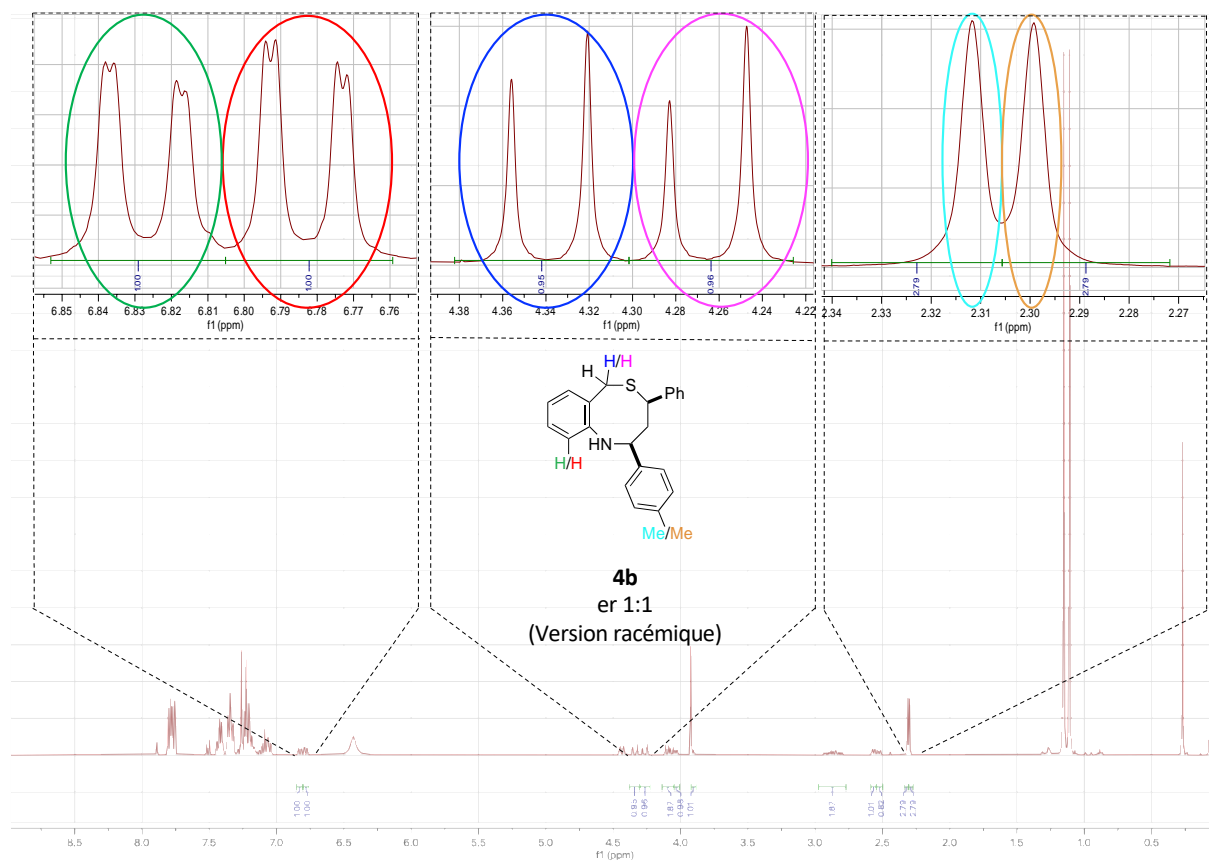 1.00
1.00
6.85 6.84 6.83 6.82 6.81 6.80 6.79 6.78 6.77 6.76
f1 (ppm)
0.95
0.96
4.38 4.36 4.34 4.32 4.30 4.28 4.26 4.24 4.22
f1 (ppm)
2.79
2.79
2.34 2.33 2.32 2.31 2.30 2.29 2.28 2.27
f1 (ppm)
H/H
H
S
Ph
HN
H/H
Me/Me
4b
er 1:1
(Version racémique)
1.00
1.00
0.95
0.96
1.87
0.98
1.01
1.87
1.01
0.82
2.79
2.79
8.5 8.0 7.5 7.0 6.5 6.0 5.5 5.0 4.5 4.0 3.5 3.0 2.5 2.0 1.5 1.0 0.5
f1 (ppm)